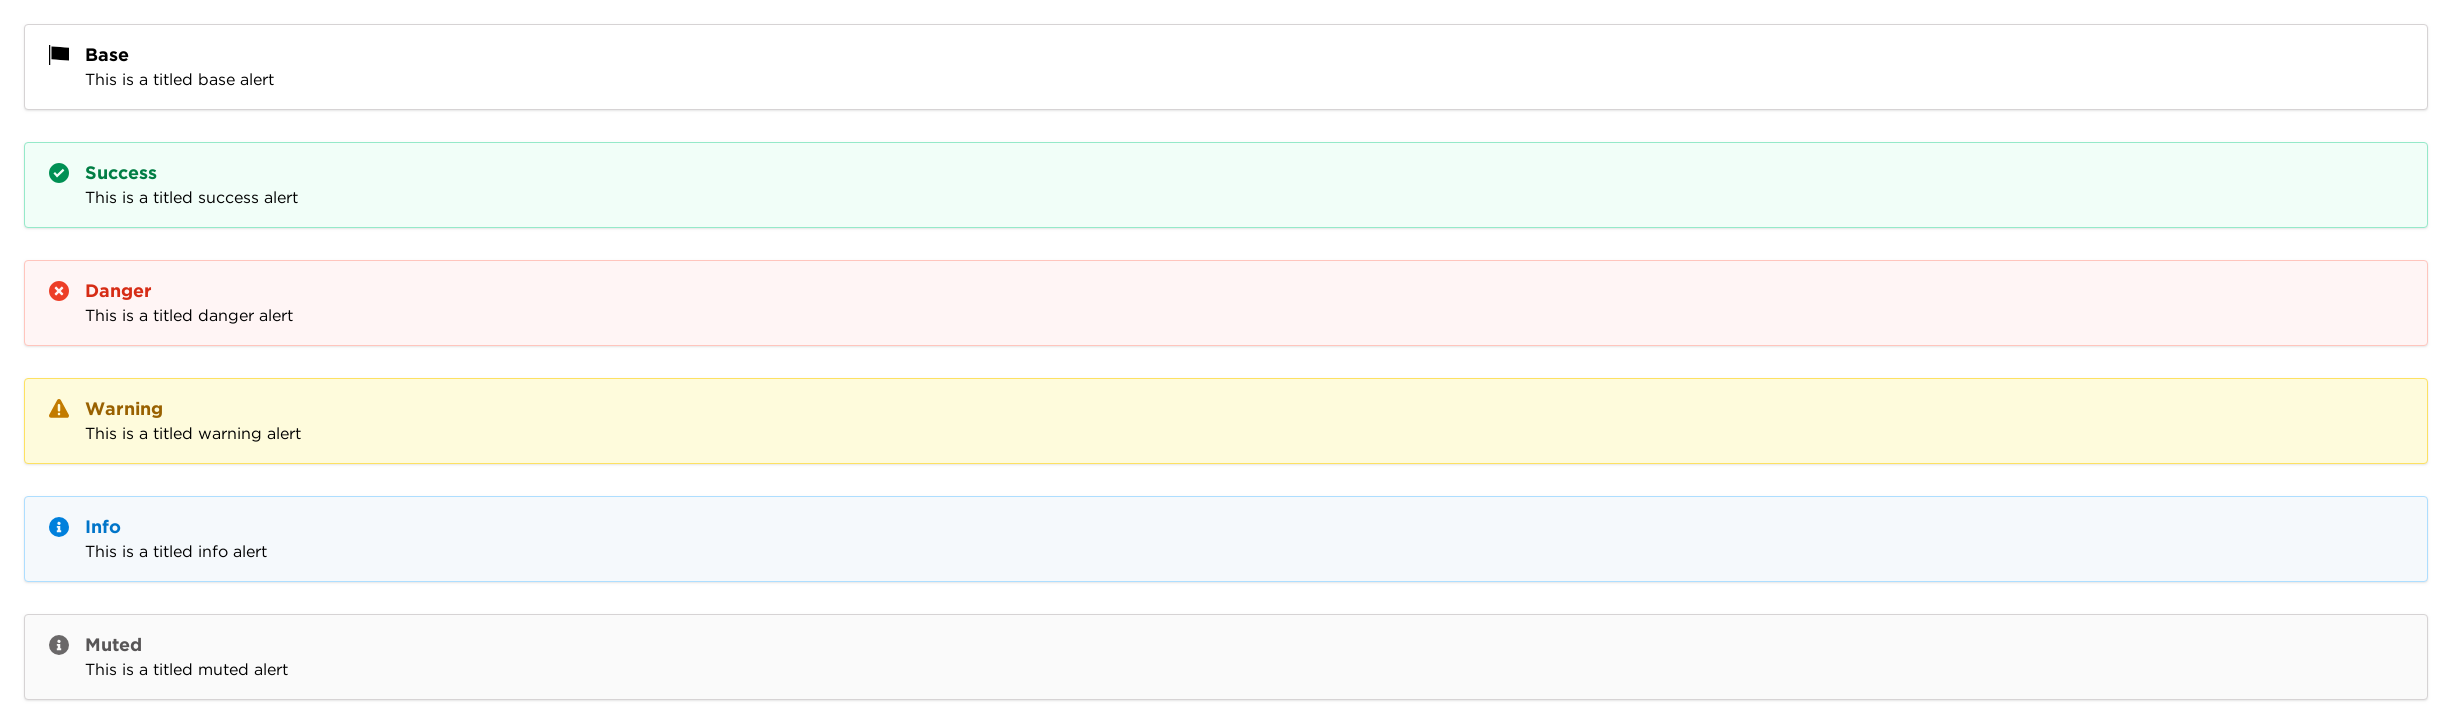 Base
This is a titled base alert
Success
This is a titled success alert
Danger
This is a titled danger alert
Warning
This is a titled warning alert
Info
This is a titled info alert
Muted
This is a titled muted alert